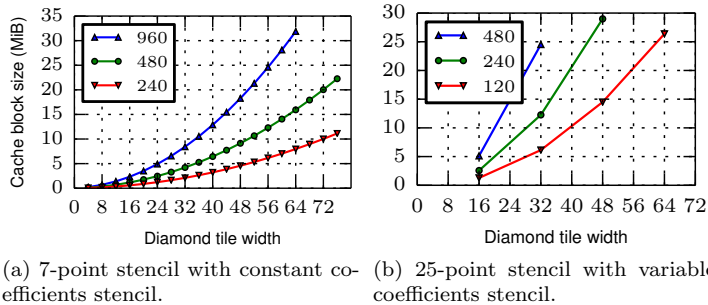 35
30
25
20
15
10
5
0
Cache block size (MiB)
960
480
240
0 8 16 24 32 40 48 56 64 72
Diamond tile width
30
25
20
15
10
5
0
480
240
120
0 8 16 24 32 40 48 56 64 72
Diamond tile width
(a) 7-point stencil with constant co-
efficients stencil.
(b) 25-point stencil with variable
coefficients stencil.